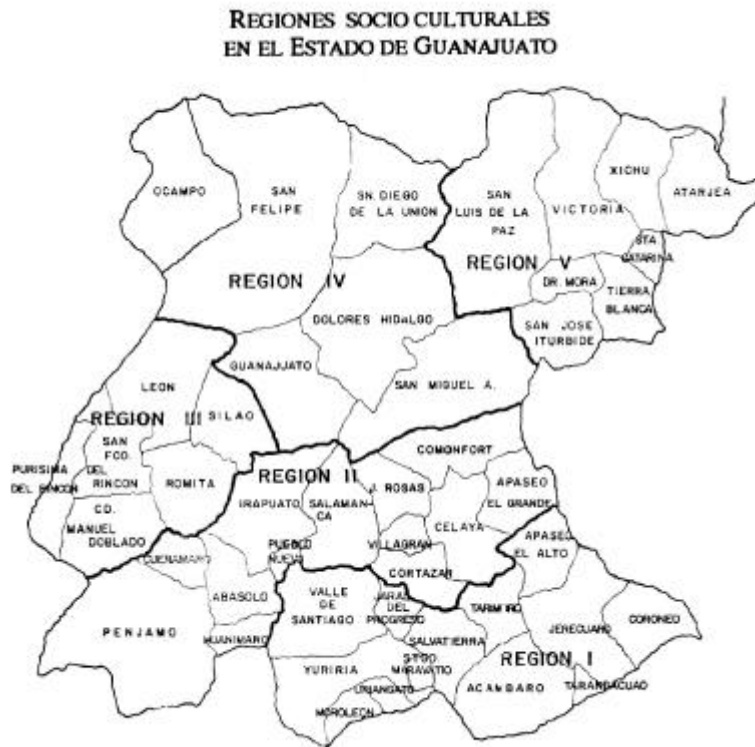 REGIONES SOCIO CULTURALES
EN EL ESTADO DE GUANAJUATO
OCAMPO
SAN
FELIPE
SN. DIEGO
DE LA UNION
SAN
LUIS DE LA
PAZ
VICTORIA
XICHU
ATARJEA
STA
CATARINA
REGION IV
REGION V
DR. MORA
TIERRA
BLANCA
DOLORES HIDALGO
SAN JOSE
ITURBIDE
GUANAJUATO
SAN MIGUEL A.
LEON
REGION III
SILAO
SAN
FCO.
DEL
RINCON
PURISIMA
DEL RINCON
ROMITA
CD.
MANUEL
DOBLADO
REGION II
COMONFORT
IRAPUATO
SALAMAN-
CA
J. ROSAS
APASEO
EL GRANDE
CELAYA
APASEO
EL ALTO
PUEBLO
NUEVO
VILLAGRAN
CORTAZAR
CUERAMARO
ABASOLO
PENJAMO
HUANIMARO
VALLE
DE
SANTIAGO
JARAL
DEL
PROGRESO
TARIMORO
SALVATIERRA
JERECUARO
CORONEO
YURIRIA
STGO
MARAVATIO
REGION I
URIANGATO
ACAMBARO
TARANDACUAO
MOROLEON